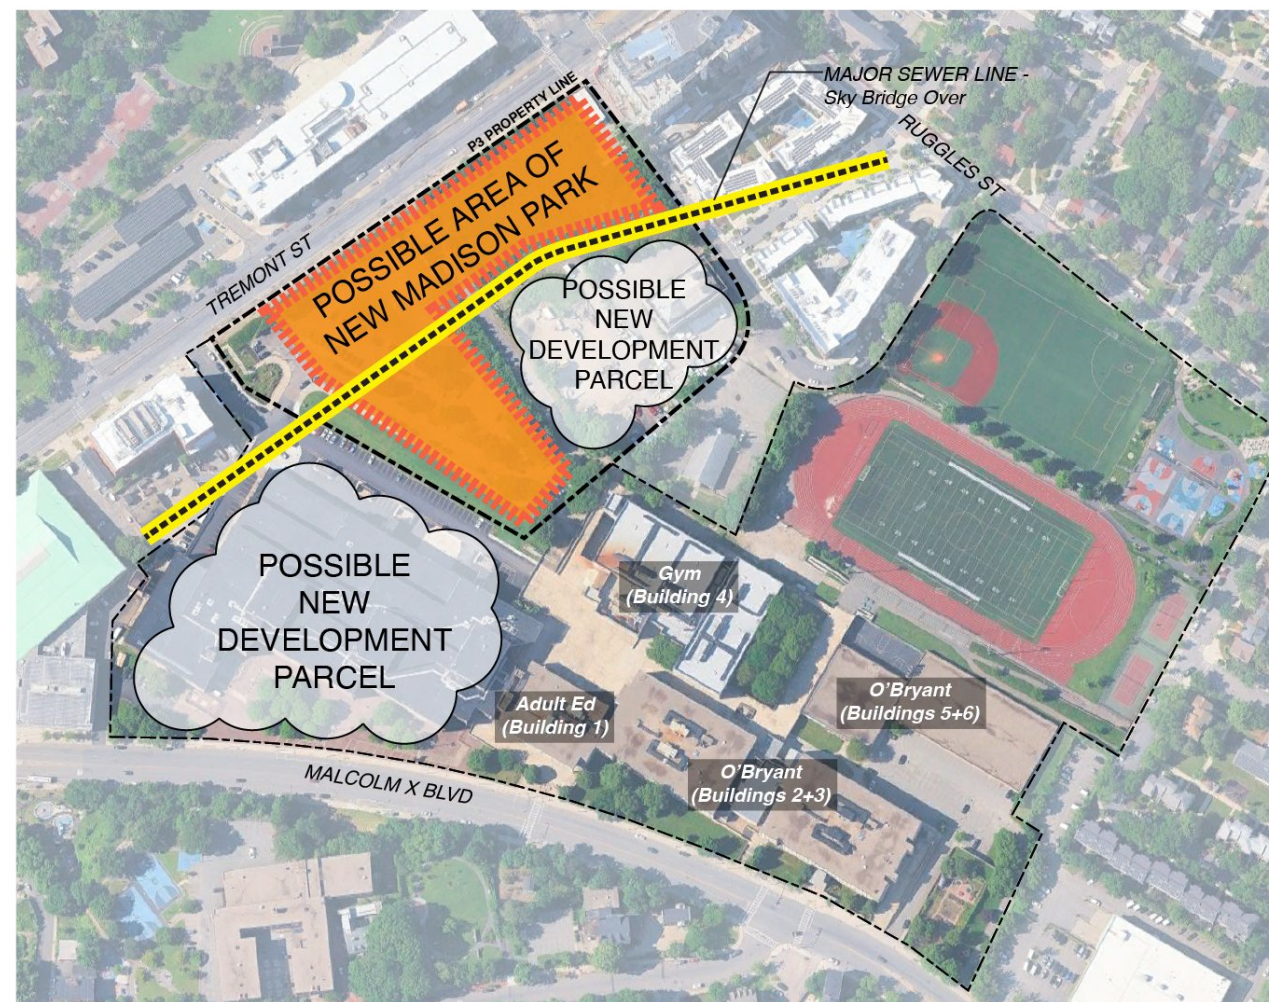 MAJOR SEWER LINE -
Sky Bridge Over
P3 PROPERTY LINE
RUGGLES ST
TREMONT ST
POSSIBLE AREA OF
NEW MADISON PARK
POSSIBLE
NEW
DEVELOPMENT
PARCEL
POSSIBLE
NEW
DEVELOPMENT
PARCEL
Gym
(Building 4)
Adult Ed
(Building 1)
O'Bryant
(Buildings 5+6)
O'Bryant
(Buildings 2+3)
MALCOLM X BLVD